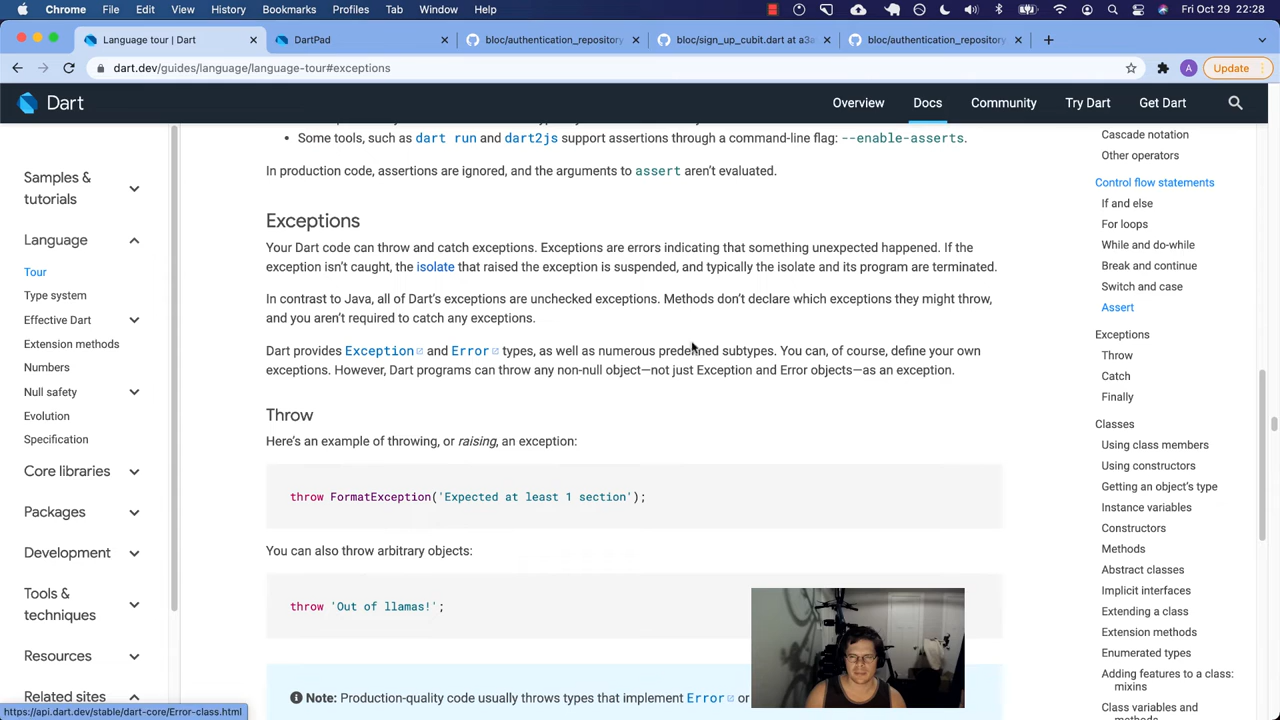 Chrome File Edit View History Bookmarks Profiles Tab Window Help Fri Oct 29 22:28
Language tour | Dart
DartPad
bloc/authentication_repository
bloc/sign_up_cubit.dart at a3a
bloc/authentication_repository
dart.dev/guides/language/language-tour#exceptions
A
Update
Dart
Overview Docs Community Try Dart Get Dart
Samples &
tutorials
Language
Tour
Type system
Effective Dart
Extension methods
Numbers
Null safety
Evolution
Specification
Core libraries
Packages
Development
Tools &
techniques
Resources
Related sites
https://api.dart.dev/stable/dart-core/Error-class.html
• Some tools, such as dart run and dart2js support assertions through a command-line flag: --enable-asserts.
In production code, assertions are ignored, and the arguments to assert aren’t evaluated.
Exceptions
Your Dart code can throw and catch exceptions. Exceptions are errors indicating that something unexpected happened. If the
exception isn’t caught, the isolate that raised the exception is suspended, and typically the isolate and its program are terminated.
In contrast to Java, all of Dart’s exceptions are unchecked exceptions. Methods don’t declare which exceptions they might throw,
and you aren’t required to catch any exceptions.
Dart provides Exception and Error types, as well as numerous predefined subtypes. You can, of course, define your own
exceptions. However, Dart programs can throw any non-null object—not just Exception and Error objects—as an exception.
Throw
Here’s an example of throwing, or raising, an exception:
throw FormatException('Expected at least 1 section');
You can also throw arbitrary objects:
throw 'Out of llamas!';
Note: Production-quality code usually throws types that implement Error or
Cascade notation
Other operators
Control flow statements
If and else
For loops
While and do-while
Break and continue
Switch and case
Assert
Exceptions
Throw
Catch
Finally
Classes
Using class members
Using constructors
Getting an object’s type
Instance variables
Constructors
Methods
Abstract classes
Implicit interfaces
Extending a class
Extension methods
Enumerated types
Adding features to a class:
mixins
Class variables and